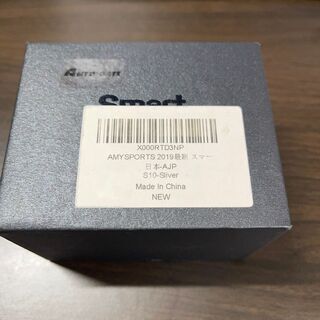 Smart
X000RTD3NP
AMYSPORTS 2019最新 スマー
日本-AJP
S10-Sliver
Made In China
NEW